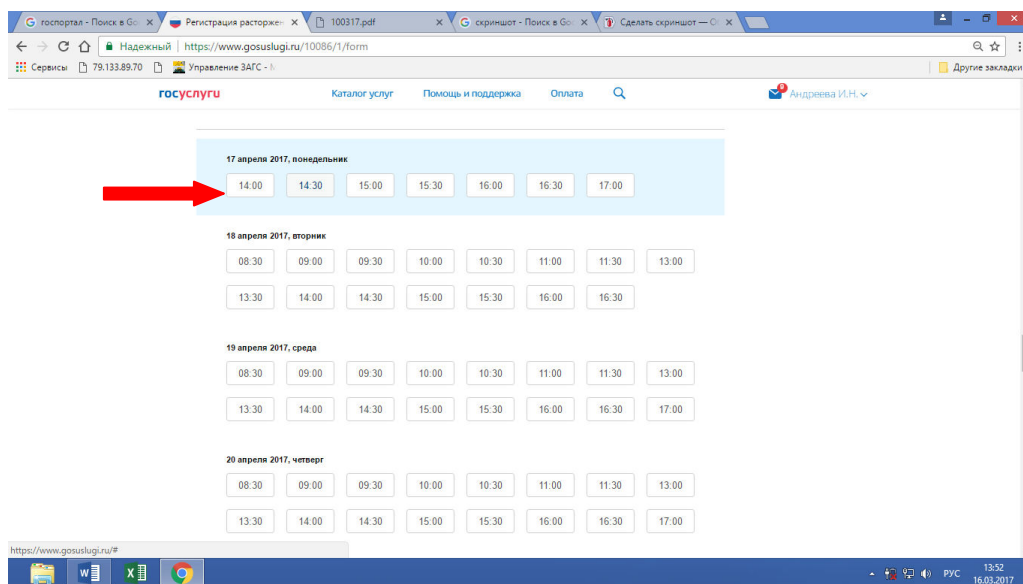 госпортал - Поиск в Go
Регистрация расторжен
100317.pdf
скриншот - Поиск в Go
Сделать скриншот — О
Надежный
https://www.gosuslugi.ru/10086/1/form
Сервисы
79.133.89.70
Управление ЗАГС -
Другие закладки
госуслуги
Каталог услуг
Помощь и поддержка
Оплата
Андреева И.Н.
17 апреля 2017, понедельник
14:00 14:30 15:00 15:30 16:00 16:30 17:00
18 апреля 2017, вторник
08:30 09:00 09:30 10:00 10:30 11:00 11:30 13:00
13:30 14:00 14:30 15:00 15:30 16:00 16:30
19 апреля 2017, среда
08:30 09:00 09:30 10:00 10:30 11:00 11:30 13:00
13:30 14:00 14:30 15:00 15:30 16:00 16:30 17:00
20 апреля 2017, четверг
08:30 09:00 09:30 10:00 10:30 11:00 11:30 13:00
13:30 14:00 14:30 15:00 15:30 16:00 16:30 17:00
https://www.gosuslugi.ru/#
РУС
13:52
16.03.2017